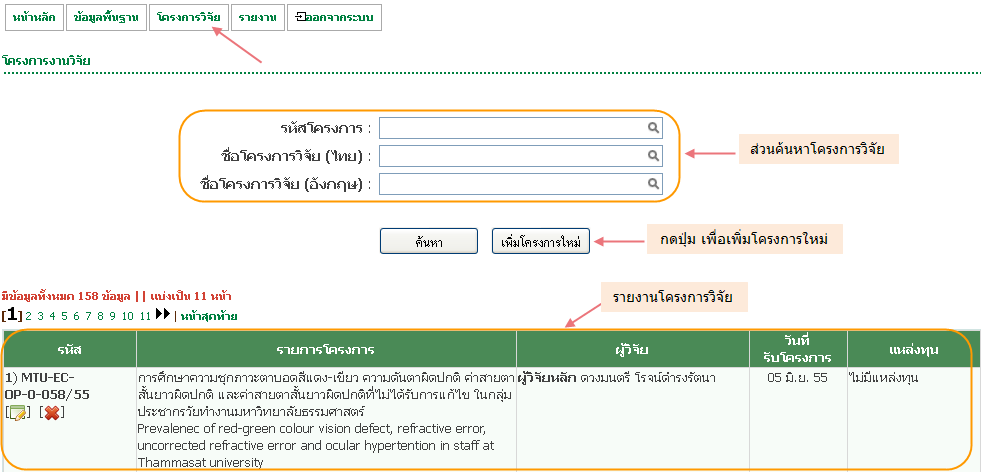 หน้าหลัก ข้อมูลพื้นฐาน โครงการวิจัย รายงาน ออกจากระบบ
โครงการงานวิจัย
รหัสโครงการ :
ชื่อโครงการวิจัย (ไทย) :
ส่วนค้นหาโครงการวิจัย
ชื่อโครงการวิจัย (อังกฤษ) :
ค้นหา เพิ่มโครงการใหม่ กดปุ่ม เพื่อเพิ่มโครงการใหม่
มีข้อมูลทั้งหมด 158 ข้อมูล || แบ่งเป็น 11 หน้า
รายงานโครงการวิจัย
[1] 2 3 4 5 6 7 8 9 10 11 | หน้าสุดท้าย
รหัส รายการโครงการ ผู้วิจัย วันที่ รับโครงการ แหล่งทุน
1) MTU-EC-
OP-0-058/55
[ ] [ ]
การศึกษาความชุกภาวะตาบอดสีแดง-เขียว ความดันตาผิดปกติ ค่าสายตา
สั้นยาวผิดปกติ และค่าสายตาสั้นยาวผิดปกติที่ไม่ได้รับการแก้ไข ในกลุ่ม
ประชากรวัยทำงานมหาวิทยาลัยธรรมศาสตร์
Prevalenec of red-green colour vision defect, refractive error,
uncorrected refractive error and ocular hypertention in staff at
Thammasat university
ผู้วิจัยหลัก ดวงมนตรี โรจน์ดำรงรัตนา
05 มิ.ย. 55
ไม่มีแหล่งทุน